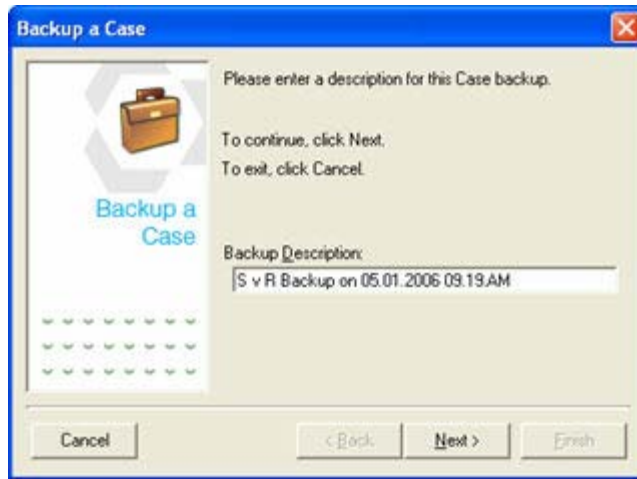 Backup a Case
Please enter a description for this Case backup.
To continue, click Next.
To exit, click Cancel.
Backup a
Case
Backup Description:
S v R Backup on 05.01.2006 09.19.AM
Cancel
< Back
Next >
Finish